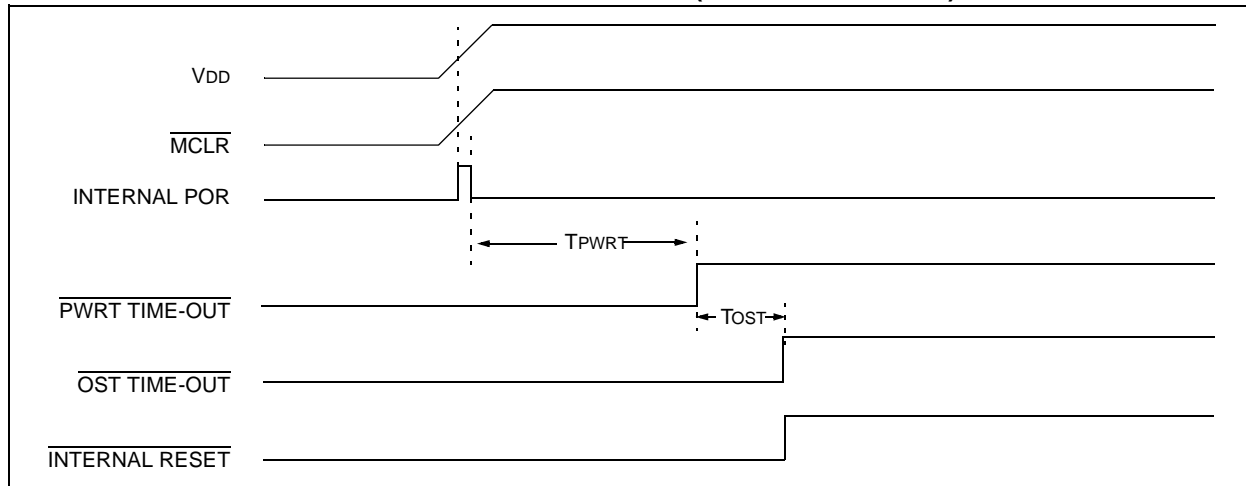 VDD
MCLR
INTERNAL POR
TPWRT
PWRT TIME-OUT
TOST
OST TIME-OUT
INTERNAL RESET